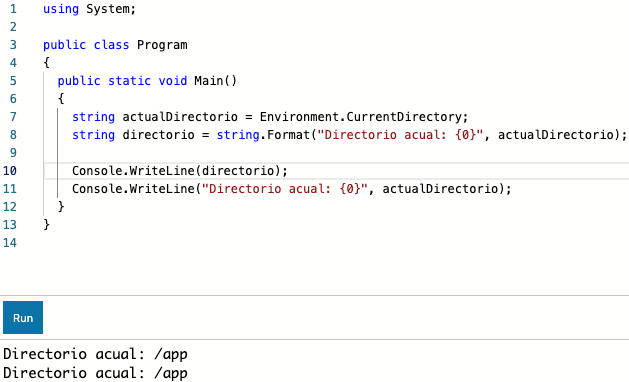 1 using System;
2
3 public class Program
4 {
5 public static void Main()
6 {
7 string actualDirectorio = Environment.CurrentDirectory;
8 string directorio = string.Format("Directorio acual: {0}", actualDirectorio);
9
10 Console.WriteLine(directorio);
11 Console.WriteLine("Directorio acual: {0}", actualDirectorio);
12 }
13 }
14
Run
Directorio acual: /app
Directorio acual: /app